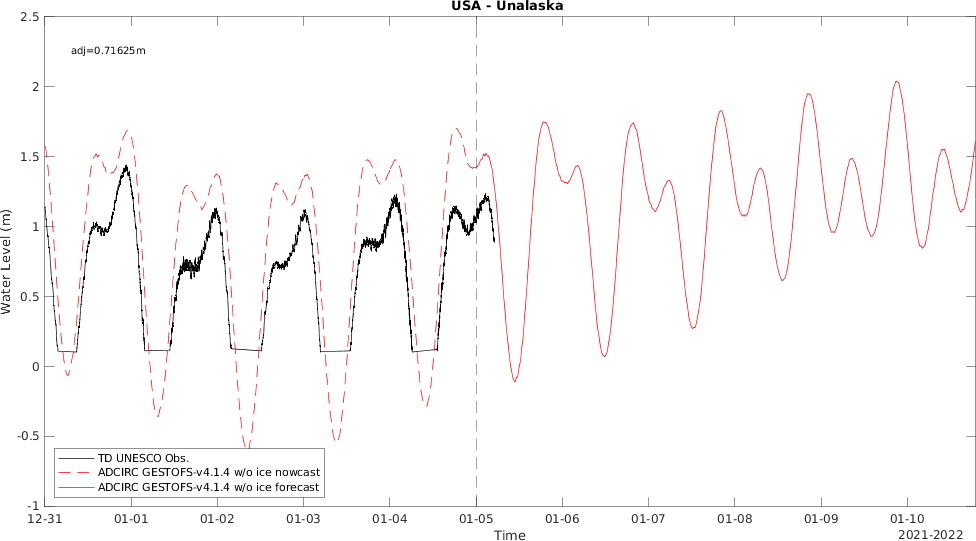 USA - Unalaska
adj=0.71625m
Water Level (m)
2.5
2
1.5
1
0.5
0
-0.5
-1
TD UNESCO Obs.
ADCIRC GESTOFS-v4.1.4 w/o ice nowcast
ADCIRC GESTOFS-v4.1.4 w/o ice forecast
12-31 01-01 01-02 01-03 01-04 01-05 01-06 01-07 01-08 01-09 01-10
Time
2021-2022